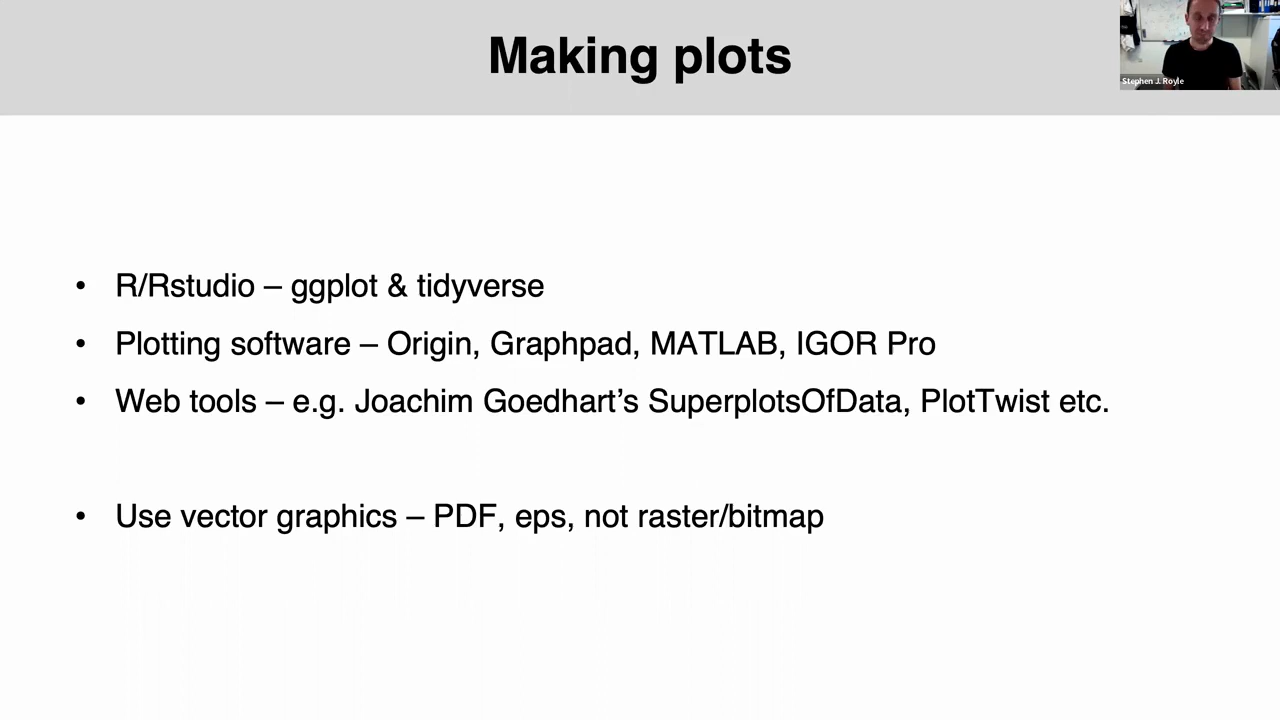 Making plots
Stephen J. Royle
• R/Rstudio – ggplot & tidyverse
• Plotting software – Origin, Graphpad, MATLAB, IGOR Pro
• Web tools – e.g. Joachim Goedhart’s SuperplotsOfData, PlotTwist etc.
• Use vector graphics – PDF, eps, not raster/bitmap